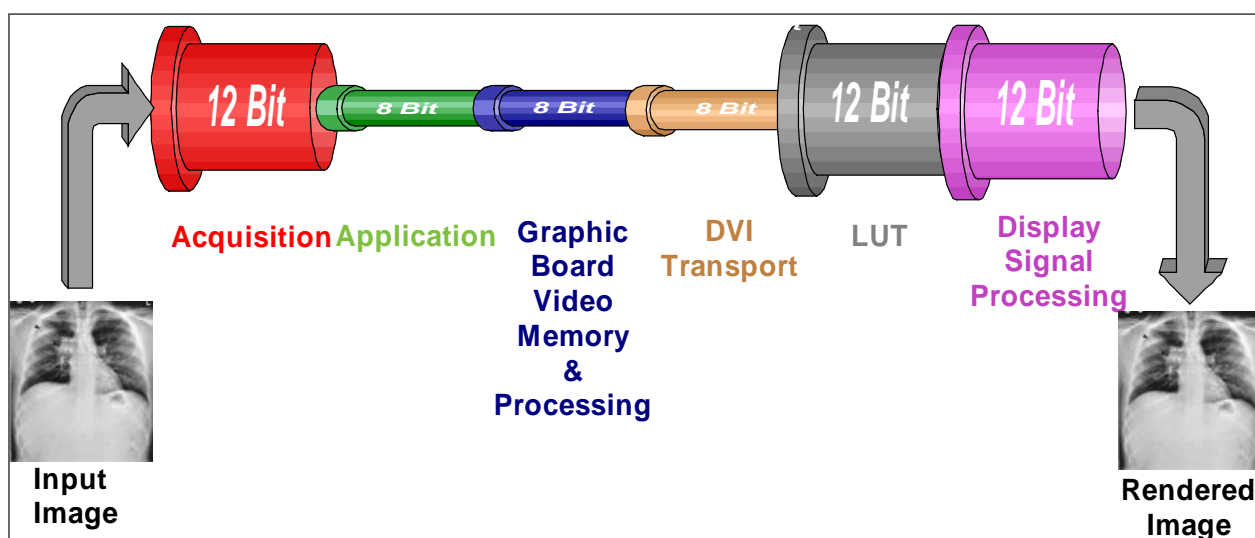 12 Bit
8 Bit
8 Bit
8 Bit
12 Bit
12 Bit
Acquisition
Application
Graphic
Board
Video
Memory
&
Processing
DVI
Transport
LUT
Display
Signal
Processing
Input
Image
Rendered
Image